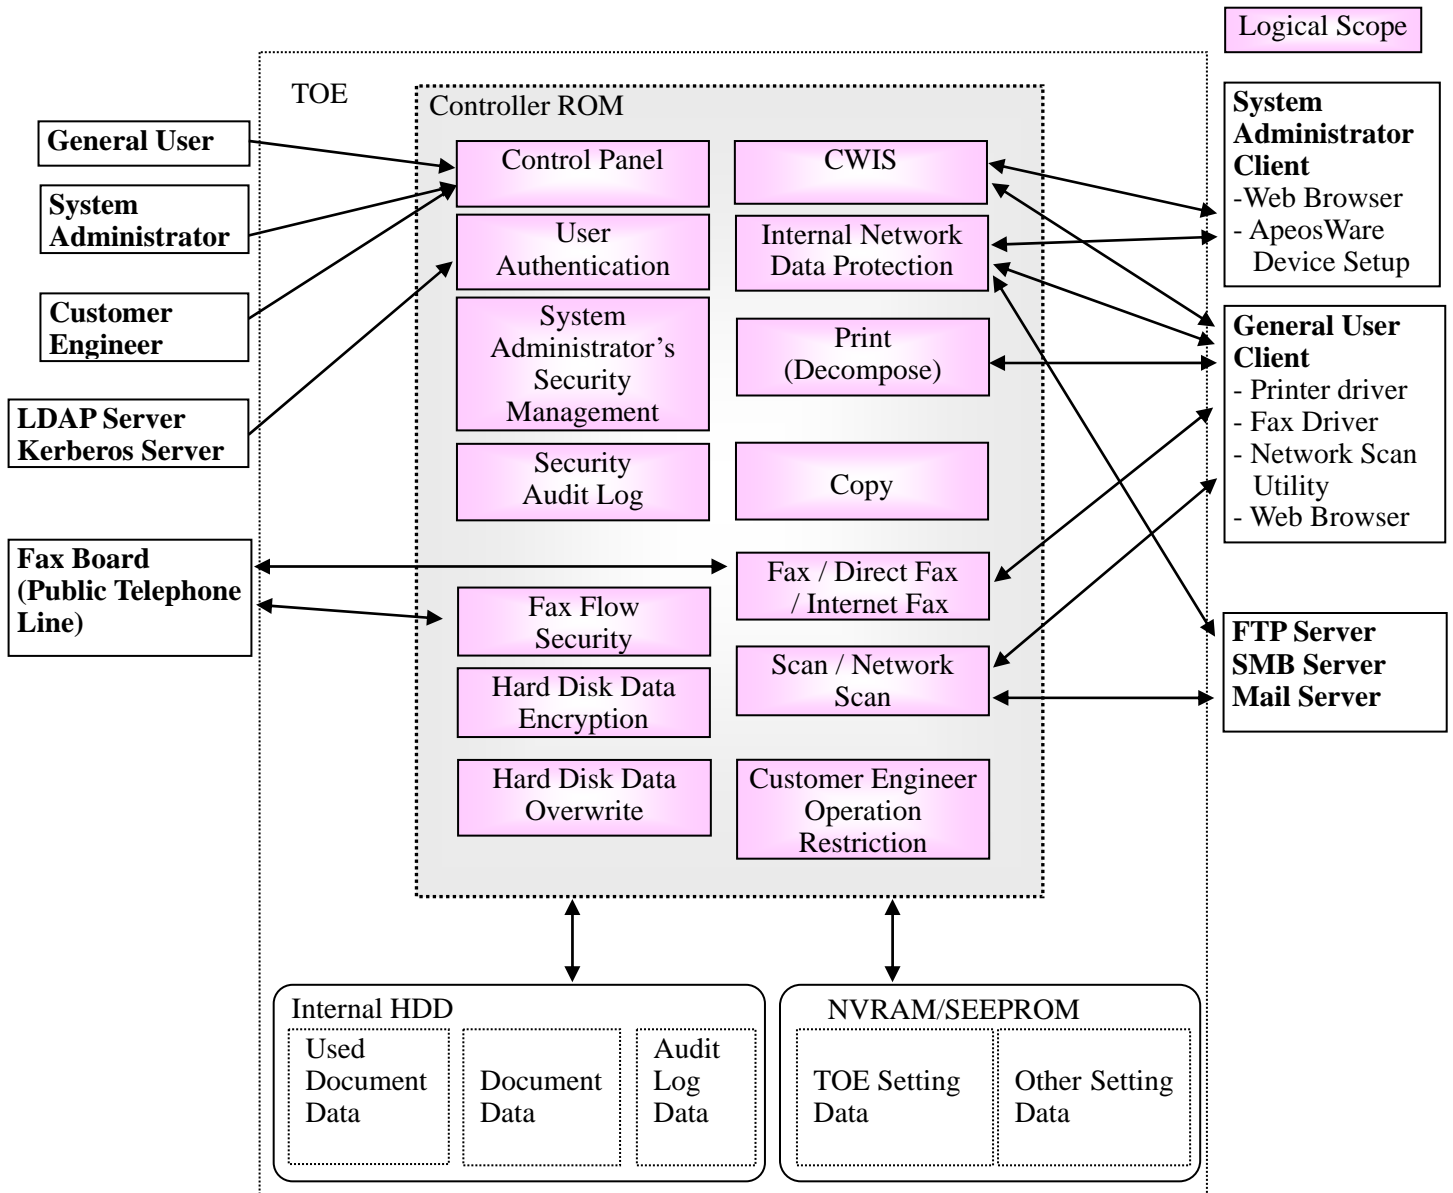 Logical Scope
TOE
Controller ROM
General User
System
Administrator
Customer
Engineer
LDAP Server
Kerberos Server
Fax Board
(Public Telephone
Line)
Control Panel
User
Authentication
System
Administrator’s
Security
Management
Security
Audit Log
Fax Flow
Security
Hard Disk Data
Encryption
Hard Disk Data
Overwrite
CWIS
Internal Network
Data Protection
Print
(Decompose)
Copy
Fax / Direct Fax
/ Internet Fax
Scan / Network
Scan
Customer Engineer
Operation
Restriction
System
Administrator
Client
-Web Browser
- ApeosWare
Device Setup
General User
Client
- Printer driver
- Fax Driver
- Network Scan
Utility
- Web Browser
FTP Server
SMB Server
Mail Server
Internal HDD
Used
Document
Data
Document
Data
Audit
Log
Data
NVRAM/SEEPROM
TOE Setting
Data
Other Setting
Data